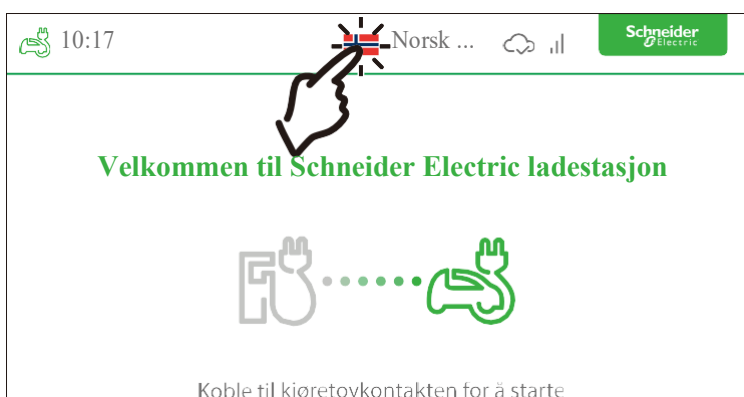 10:17 Norsk ... Schneider Electric
Velkommen til Schneider Electric ladestasjon
Koble til kjøretøykontakten for å starte